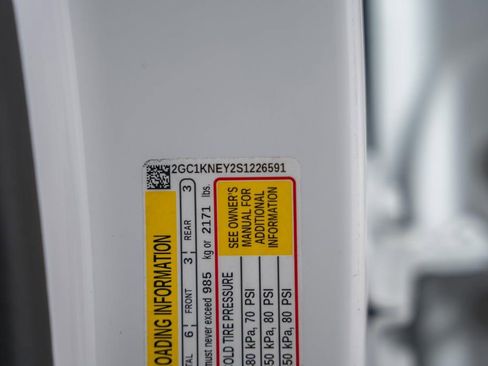 2GC1KNEY2S1226591
OADING INFORMATION
TAL 6 FRONT 3 REAR 3
must never exceed 985 kg or 2171 lbs.
SEE OWNER'S
MANUAL FOR
ADDITIONAL
INFORMATION
OLD TIRE PRESSURE
80 kPa, 70 PSI
50 kPa, 80 PSI
50 kPa, 80 PSI